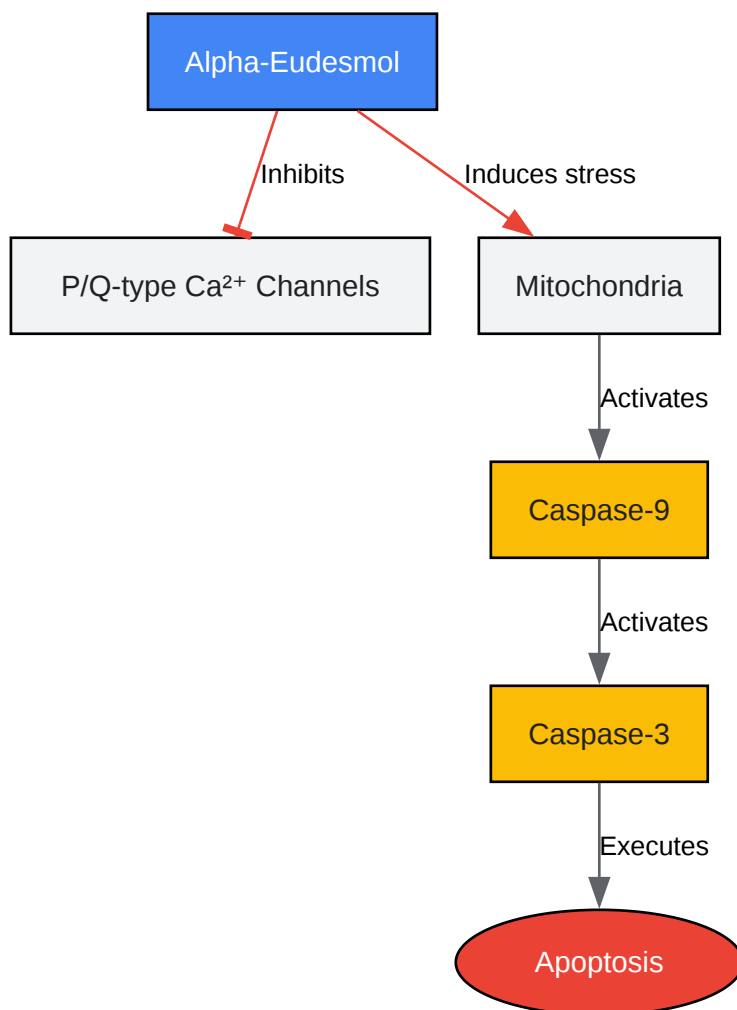 Alpha-Eudesmol
Inhibits
Induces stress
P/Q-type Ca²⁺ Channels
Mitochondria
Activates
Caspase-9
Activates
Caspase-3
Executes
Apoptosis